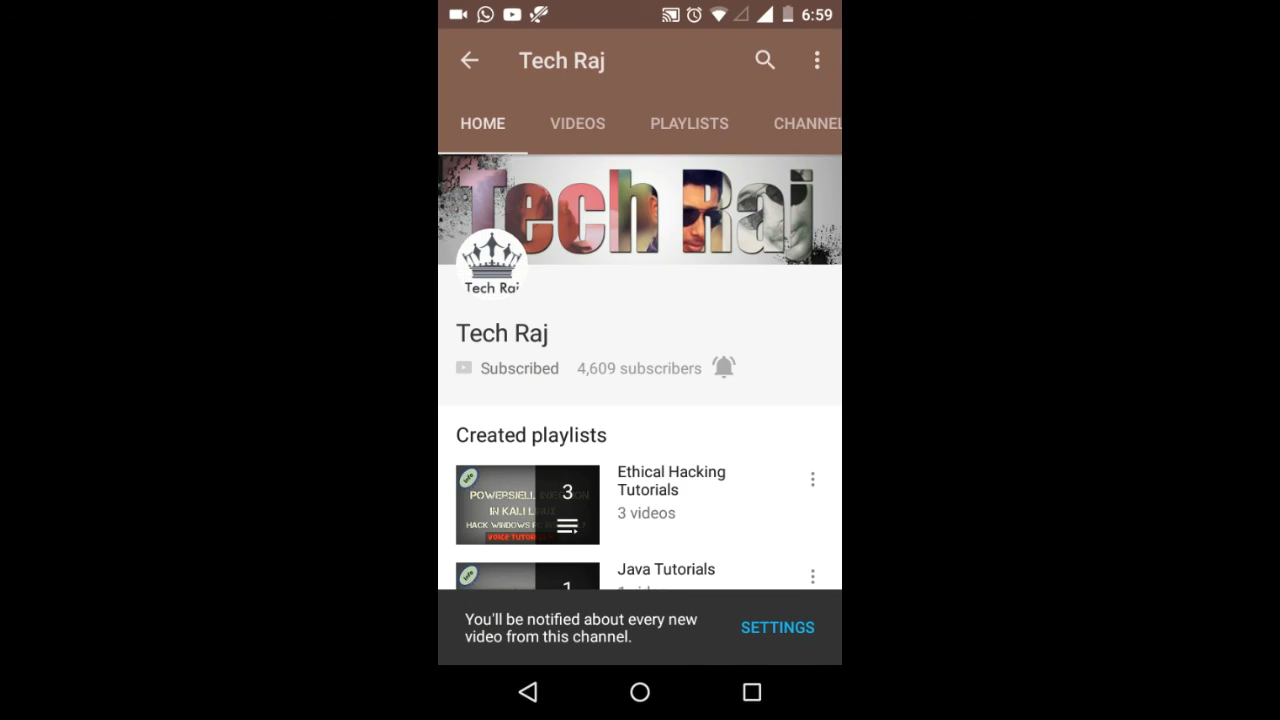 6:59
Tech Raj
HOME VIDEOS PLAYLISTS CHANNEL
Tech Raj
Tech Raj
Tech Raj
Subscribed 4,609 subscribers
Created playlists
Ethical Hacking
Tutorials
3 videos
3
IN KALI
HACK WINDOWS
VOICE
Java Tutorials
1
You'll be notified about every new
video from this channel.
SETTINGS